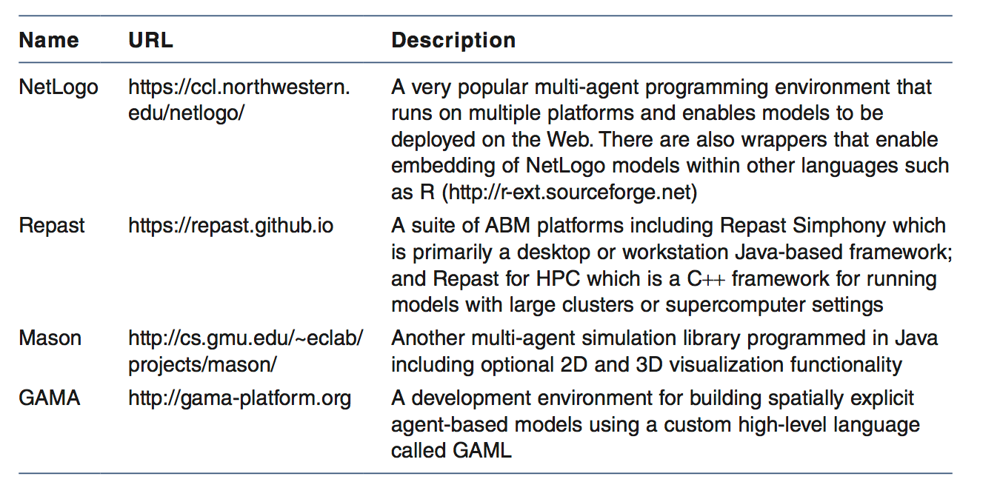 Name URL Description
NetLogo https://ccl.northwestern. A very popular multi-agent programming environment that
edu/netlogo/ runs on multiple platforms and enables models to be
deployed on the Web. There are also wrappers that enable
embedding of NetLogo models within other languages such
as R (http://r-ext.sourceforge.net)
Repast https://repast.github.io A suite of ABM platforms including Repast Simphony which
is primarily a desktop or workstation Java-based framework;
and Repast for HPC which is a C++ framework for running
models with large clusters or supercomputer settings
Mason http://cs.gmu.edu/~eclab/ Another multi-agent simulation library programmed in Java
projects/mason/ including optional 2D and 3D visualization functionality
GAMA http://gama-platform.org A development environment for building spatially explicit
agent-based models using a custom high-level language
called GAML